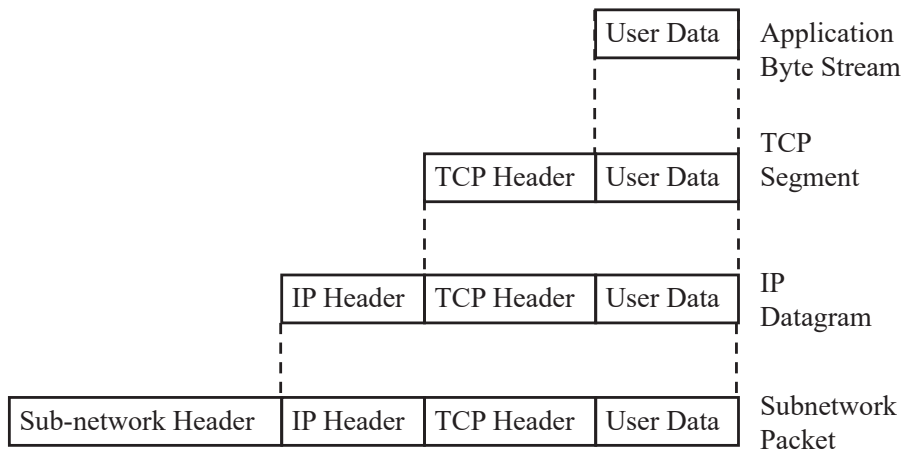 User Data
Application
Byte Stream
TCP Header
User Data
TCP
Segment
IP Header
TCP Header
User Data
IP
Datagram
Sub-network Header
IP Header
TCP Header
User Data
Subnetwork
Packet